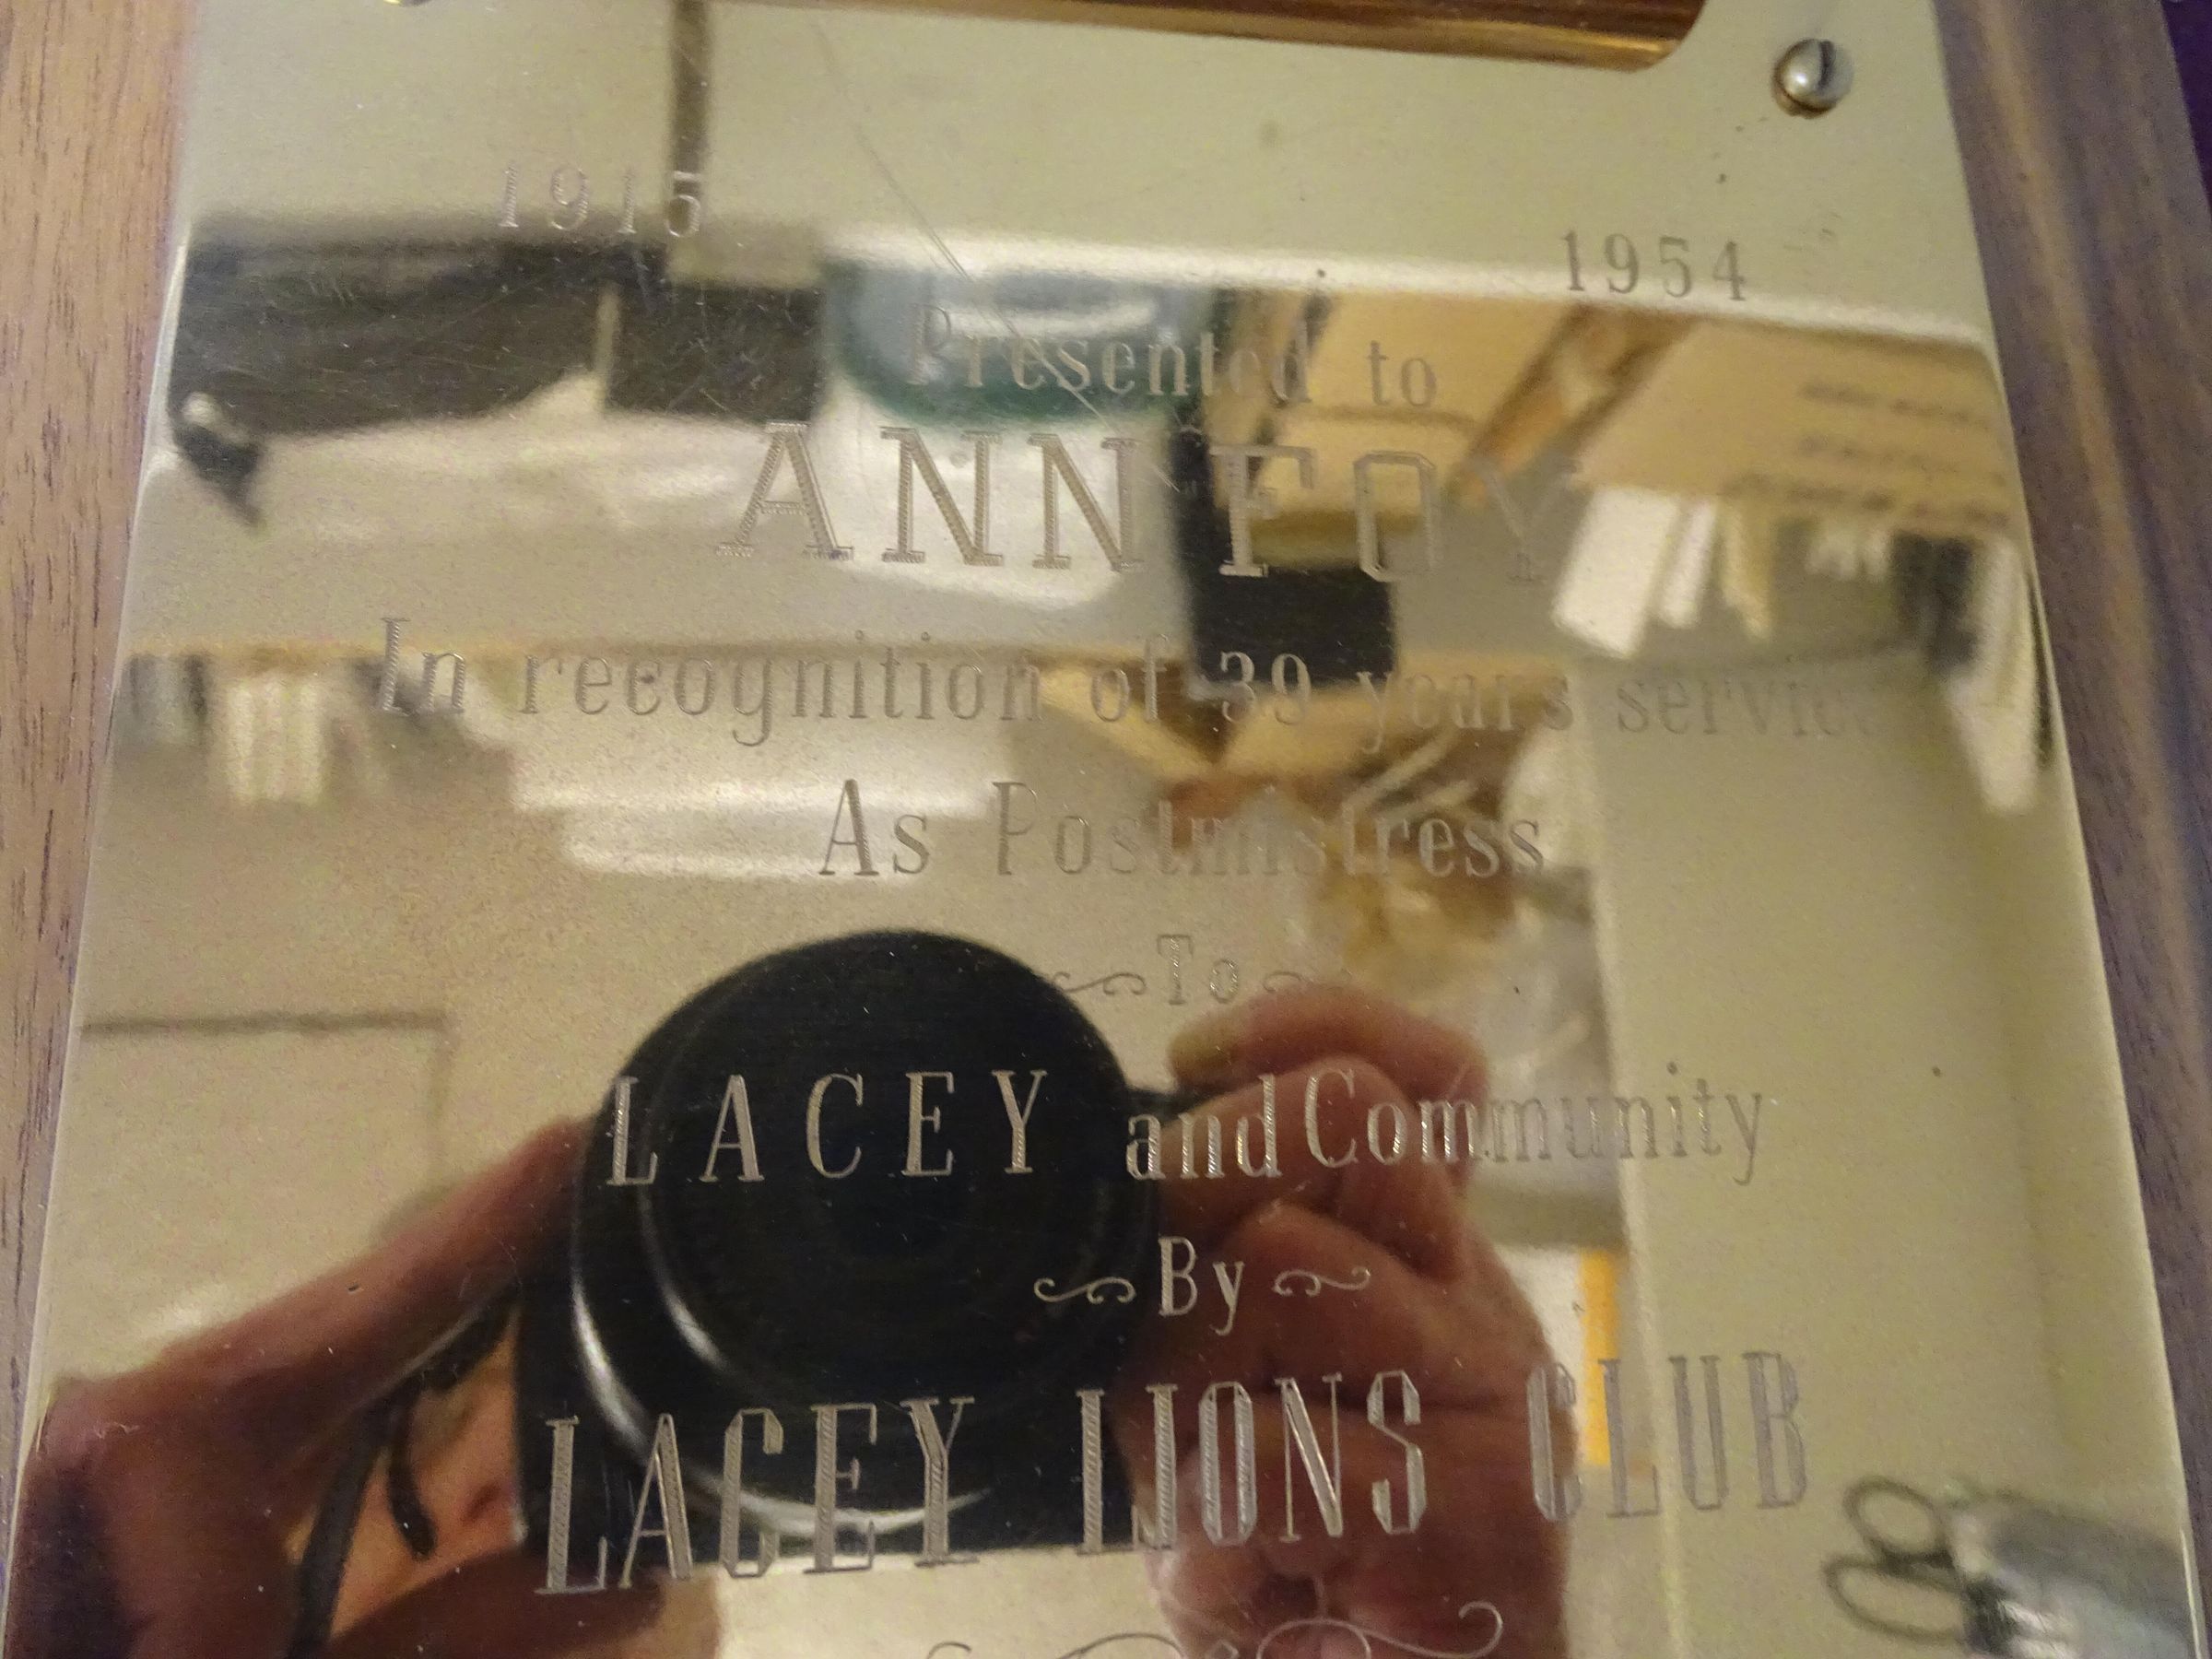 1915 1954
Presented to
ANN FOY
In recognition of 39 years service
As Postmistress
To
LACEY and Community
By
LACEY LIONS CLUB